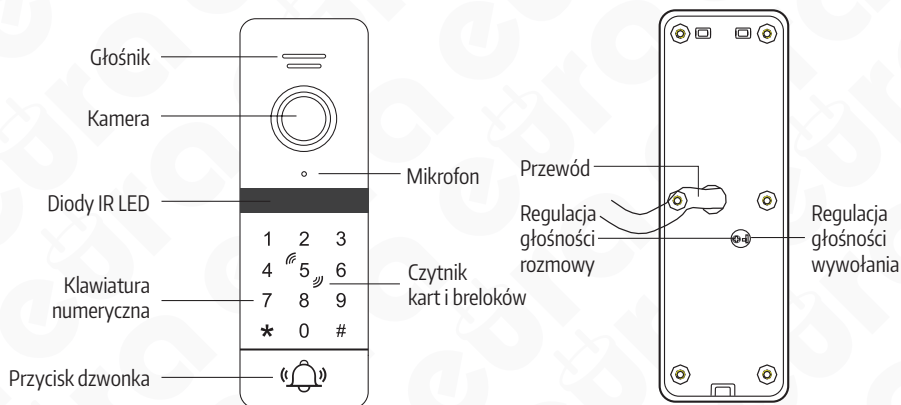 Głośnik
Kamera
Mikrofon
Diody IR LED
1 2 3
4 5 6
7 8 9
* 0 #
Klawiatura
numeryczna
Czytnik
kart i breloków
Przycisk dzwonka
Przewód
Regulacja
głośności
rozmowy
Regulacja
głośności
wywołania
eura